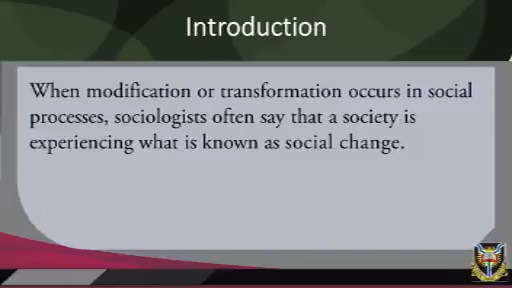 Introduction
When modification or transformation occurs in social
processes, sociologists often say that a society is
experiencing what is known as social change.